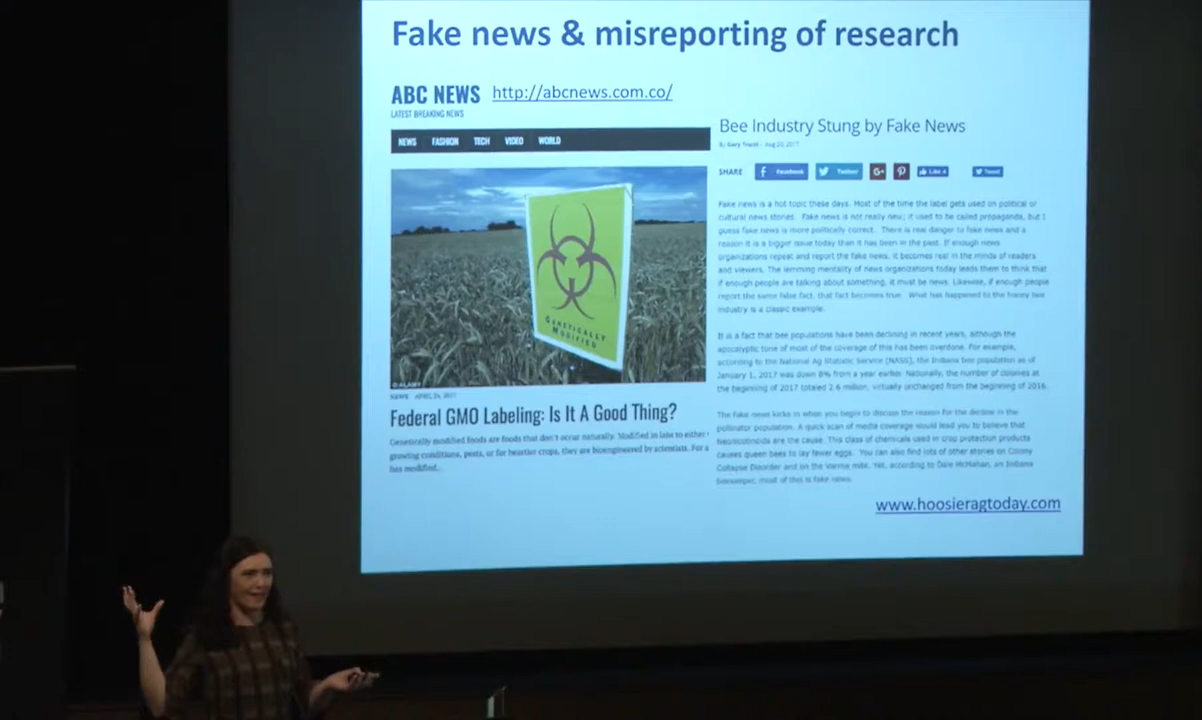 Fake news & misreporting of research
ABC NEWS http://abcnews.com.co/
LATEST BREAKING NEWS
NEWS FASHION TECH VIDEO WORLD
GENETICALLY
MODIFIED
© ALAMY
NEWS APRIL 24, 2017
Federal GMO Labeling: Is It A Good Thing?
Genetically modified foods are foods that don't occur naturally. Modified in labs to either
growing conditions, pests, or for heartier crops, they are bioengineered by scientists. For a
has modified...
Bee Industry Stung by Fake News
By Gary Truitt - Aug 20, 2017
SHARE Facebook Twitter G+ Like 4 Tweet
Fake news is a hot topic these days. Most of the time the label gets used on political or
cultural news stories. Fake news is not really new; it used to be called propaganda, but I
guess fake news is more politically correct. There is real danger to fake news and a
reason it is a bigger issue today than it has been in the past. If enough news
organizations repeat and report the fake news, it becomes real in the minds of readers
and viewers. The lemming mentality of news organizations today leads them to think that
if enough people are talking about something, it must be news. Likewise, if enough people
report the same false fact, that fact becomes true. What has happened to the honey bee
industry is a classic example.
It is a fact that bee populations have been declining in recent years, although the
apocalyptic tone of most of the coverage of this has been overdone. For example,
according to the National Ag Statistic Service (NASS), the Indiana bee population as of
January 1, 2017 was down 8% from a year earlier. Nationally, the number of colonies at
the beginning of 2017 totaled 2.6 million, virtually unchanged from the beginning of 2016.
The fake news kicks in when you begin to discuss the reason for the decline in the
pollinator population. A quick scan of media coverage would lead you to believe that
Neonicotinoids are the cause. This class of chemicals used in crop protection products
causes queen bees to lay fewer eggs. You can also find lots of other stories on Colony
Collapse Disorder and on the Varroa mite. Yet, according to Dale McMahan, an Indiana
beekeeper, most of this is fake news.
www.hoosieragtoday.com